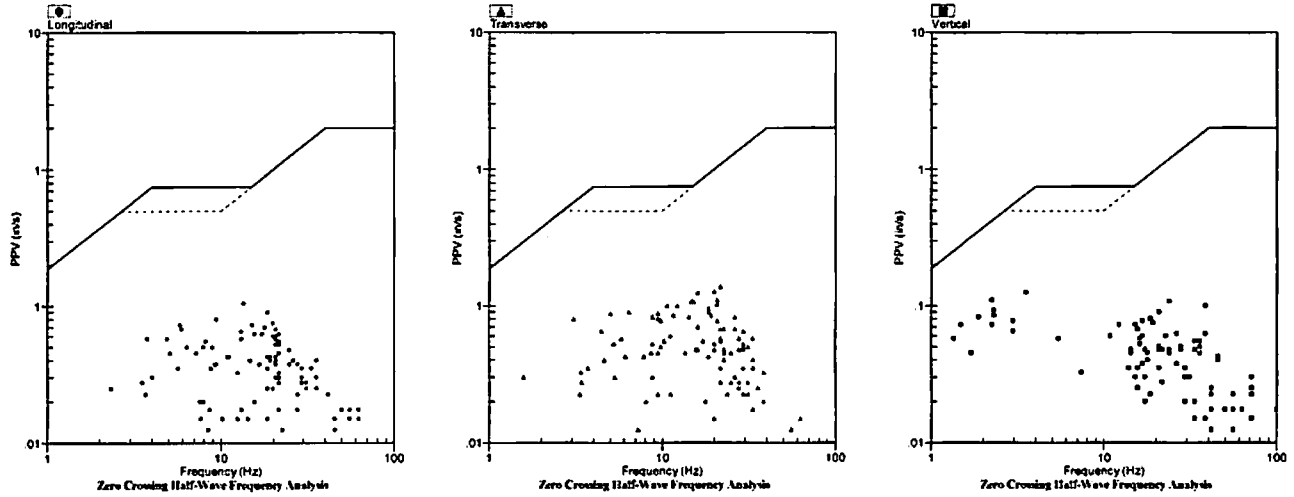 Longitudinal
10
1
.1
.01
PPV (in/s)
1
10
100
Frequency (Hz)
Zero Crossing Half-Wave Frequency Analysis
Transverse
10
1
.1
.01
PPV (in/s)
1
10
100
Frequency (Hz)
Zero Crossing Half-Wave Frequency Analysis
Vertical
10
1
.1
.01
PPV (in/s)
1
10
100
Frequency (Hz)
Zero Crossing Half-Wave Frequency Analysis